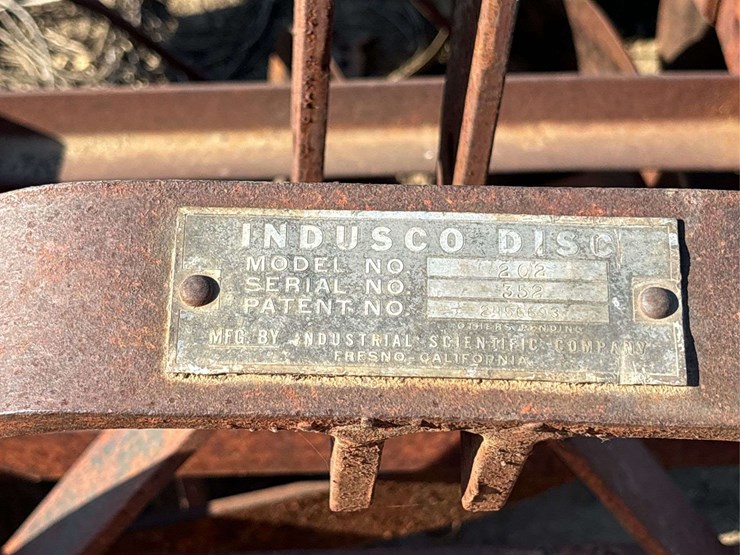 INDUSCO DISC
MODEL NO. 202
SERIAL NO. 352
PATENT NO.
OTHERS PENDING
MFG. BY INDUSTRIAL SCIENTIFIC COMPANY
FRESNO, CALIFORNIA